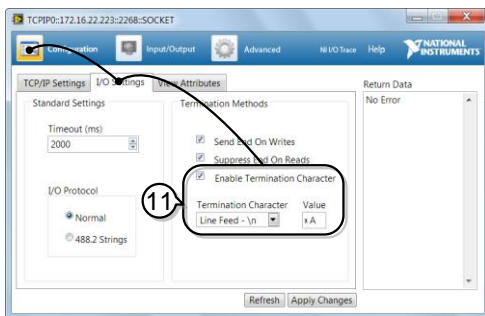 TCPIP0::172.16.22.223::2268::SOCKET
Configuration Input/Output Advanced NI I/O Trace Help NATIONAL INSTRUMENTS
TCP/IP Settings I/O Settings View Attributes
Return Data
Standard Settings
Termination Methods
No Error
Timeout (ms)
2000
Send End On Writes
Suppress End On Reads
Enable Termination Character
I/O Protocol
Normal
488.2 Strings
11
Termination Character Value
Line Feed - \n xA
Refresh Apply Changes